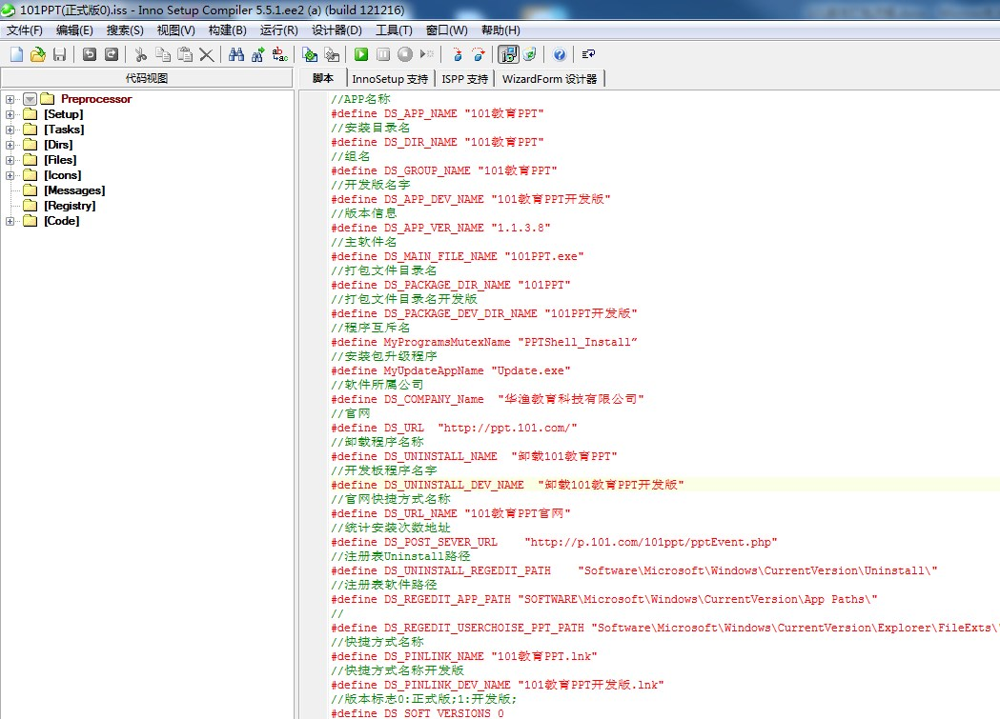 101PPT(正式版0).iss - Inno Setup Compiler 5.5.1.ee2 (a) (build 121216)
文件(F) 编辑(E) 搜索(S) 视图(V) 构建(B) 运行(R) 设计器(D) 工具(T) 窗口(W) 帮助(H)
代码视图
脚本 InnoSetup 支持 ISPP 支持 WizardForm 设计器
Preprocessor
[Setup]
[Tasks]
[Dirs]
[Files]
[Icons]
[Messages]
[Registry]
[Code]
//APP名称
#define DS_APP_NAME "101教育PPT"
//安装目录名
#define DS_DIR_NAME "101教育PPT"
//组名
#define DS_GROUP_NAME "101教育PPT"
//开发版名字
#define DS_APP_DEV_NAME "101教育PPT开发版"
//版本信息
#define DS_APP_VER_NAME "1.1.3.8"
//主软件名
#define DS_MAIN_FILE_NAME "101PPT.exe"
//打包文件目录名
#define DS_PACKAGE_DIR_NAME "101PPT"
//打包文件目录名开发版
#define DS_PACKAGE_DEV_DIR_NAME "101PPT开发版"
//程序互斥名
#define MyProgramsMutexName "PPTShell_Install”
//安装包升级程序
#define MyUpdateAppName "Update.exe"
//软件所属公司
#define DS_COMPANY_Name  "华渔教育科技有限公司"
//官网
#define DS_URL  "http://ppt.101.com/"
//卸载程序名称
#define DS_UNINSTALL_NAME  "卸载101教育PPT"
//开发板程序名字
#define DS_UNINSTALL_DEV_NAME  "卸载101教育PPT开发版"
//官网快捷方式名称
#define DS_URL_NAME "101教育PPT官网"
//统计安装次数地址
#define DS_POST_SEVER_URL    "http://p.101.com/101ppt/pptEvent.php"
//注册表Uninstall路径
#define DS_UNINSTALL_REGEDIT_PATH    "Software\Microsoft\Windows\CurrentVersion\Uninstall\"
//注册表软件路径
#define DS_REGEDIT_APP_PATH "SOFTWARE\Microsoft\Windows\CurrentVersion\App Paths\"
//
#define DS_REGEDIT_USERCHOISE_PPT_PATH "Software\Microsoft\Windows\CurrentVersion\Explorer\FileExts\
//快捷方式名称
#define DS_PINLINK_NAME "101教育PPT.lnk"
//快捷方式名称开发版
#define DS_PINLINK_DEV_NAME "101教育PPT开发版.lnk"
//版本标志0:正式版;1:开发版;
#define DS_SOFT_VERSIONS 0